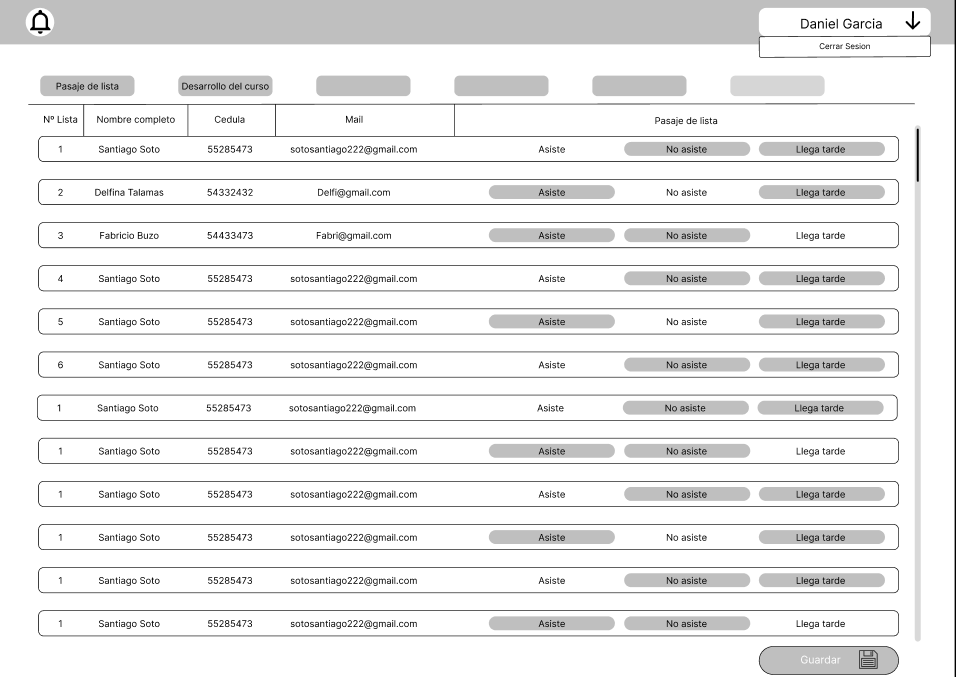 Daniel Garcia
Cerrar Sesion
Pasaje de lista Desarrollo del curso
Nº Lista Nombre completo Cedula Mail Pasaje de lista
1 Santiago Soto 55285473 sotosantiago222@gmail.com Asiste No asiste Llega tarde
2 Delfina Talamas 54332432 Delfi@gmail.com Asiste No asiste Llega tarde
3 Fabricio Buzo 54433473 Fabri@gmail.com Asiste No asiste Llega tarde
4 Santiago Soto 55285473 sotosantiago222@gmail.com Asiste No asiste Llega tarde
5 Santiago Soto 55285473 sotosantiago222@gmail.com Asiste No asiste Llega tarde
6 Santiago Soto 55285473 sotosantiago222@gmail.com Asiste No asiste Llega tarde
1 Santiago Soto 55285473 sotosantiago222@gmail.com Asiste No asiste Llega tarde
1 Santiago Soto 55285473 sotosantiago222@gmail.com Asiste No asiste Llega tarde
1 Santiago Soto 55285473 sotosantiago222@gmail.com Asiste No asiste Llega tarde
1 Santiago Soto 55285473 sotosantiago222@gmail.com Asiste No asiste Llega tarde
1 Santiago Soto 55285473 sotosantiago222@gmail.com Asiste No asiste Llega tarde
1 Santiago Soto 55285473 sotosantiago222@gmail.com Asiste No asiste Llega tarde
Guardar